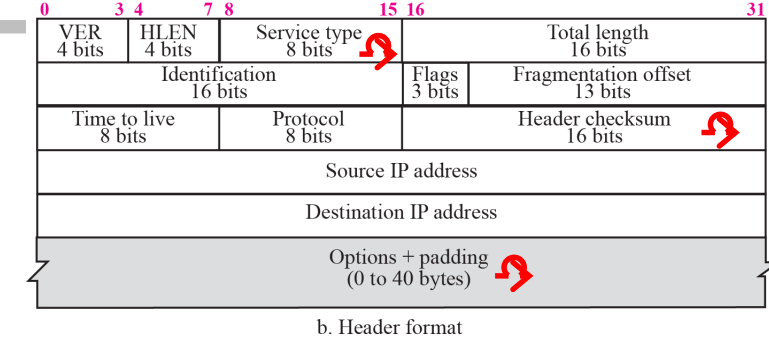 0 3 4 7 8 15 16 31
VER HLEN Service type Total length
4 bits 4 bits 8 bits 16 bits
Identification Flags Fragmentation offset
16 bits 3 bits 13 bits
Time to live Protocol Header checksum
8 bits 8 bits 16 bits
Source IP address
Destination IP address
Options + padding
(0 to 40 bytes)
b. Header format